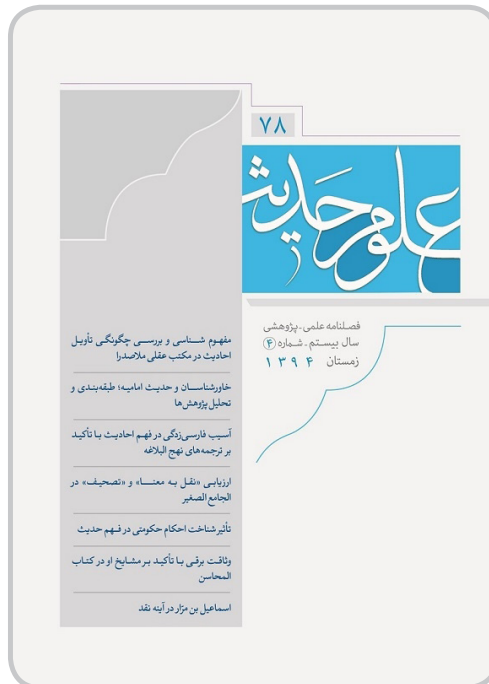 ۷۸
علوم حدیث
فصلنامه علمی - پژوهشی
سال بیستم - شماره ۴
زمستان ۱۳۹۴
مفهوم شناسی و بررسی چگونگی تأویل
احادیث در مکتب عقلی ملاصدرا
خاورشناسان و حدیث امامیه؛ طبقه‌بندی و
تحلیل پژوهش‌ها
آسیب فارسی‌زدگی در فهم احادیث با تأکید
بر ترجمه‌های نهج البلاغه
ارزیابی «نقل به معنا» و «تصحیف» در
الجامع الصغیر
تأثیر شناخت احکام حکومتی در فهم حدیث
وثاقت برقی با تأکید بر مشایخ او در کتاب
المحاسن
اسماعیل بن مرّار در آینه نقد